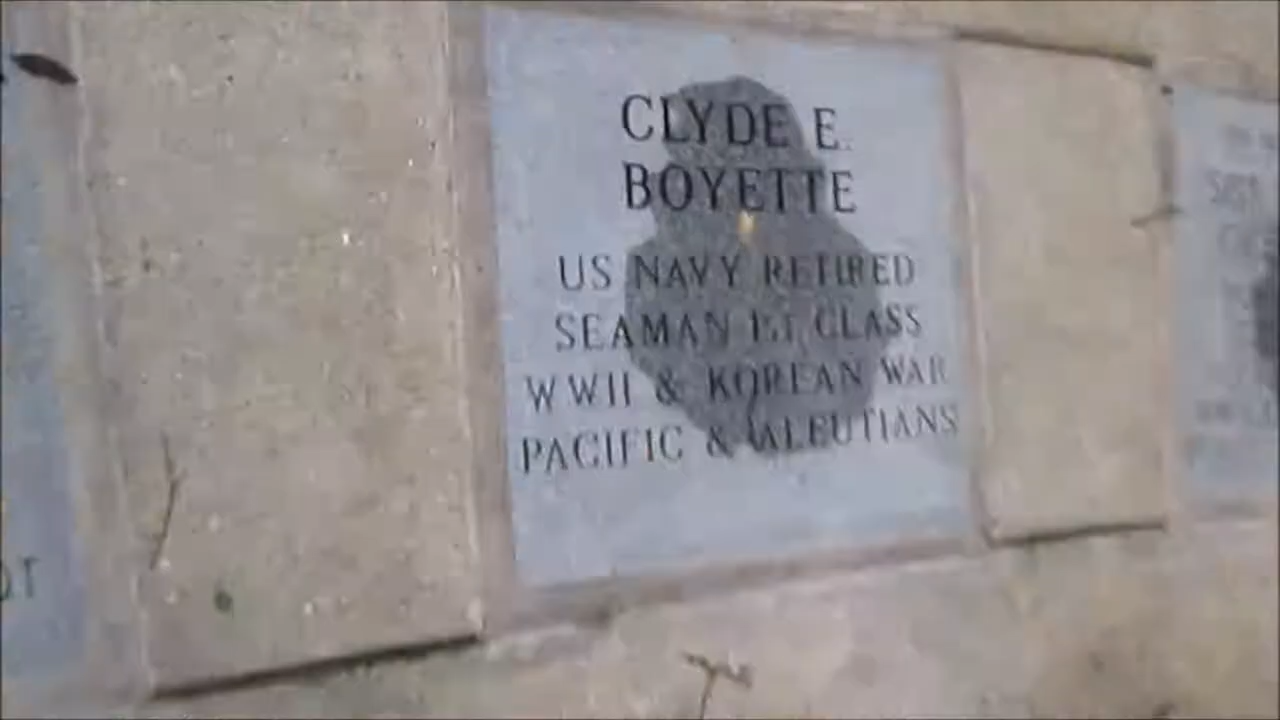 CLYDE E.
BOYETTE
US NAVY RETIRED
SEAMAN 1ST CLASS
WWII & KOREAN WAR
PACIFIC & ALEUTIANS